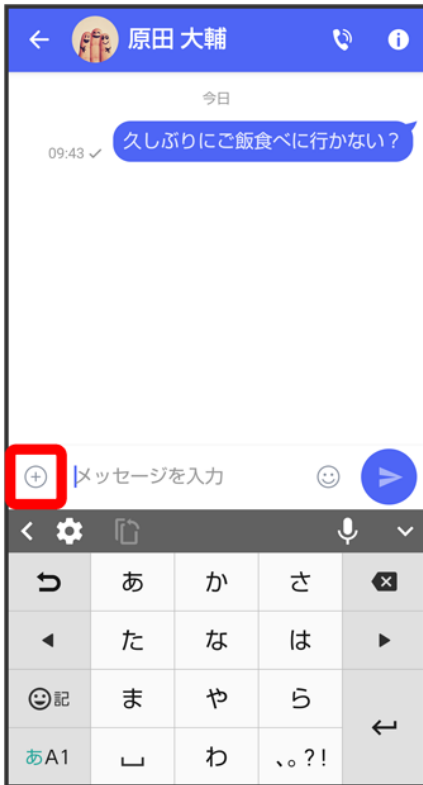 原田 大輔
今日
久しぶりにご飯食べに行かない？
09:43
メッセージを入力
あ か さ
た な は
記 ま や ら
あA1 わ 、。?!